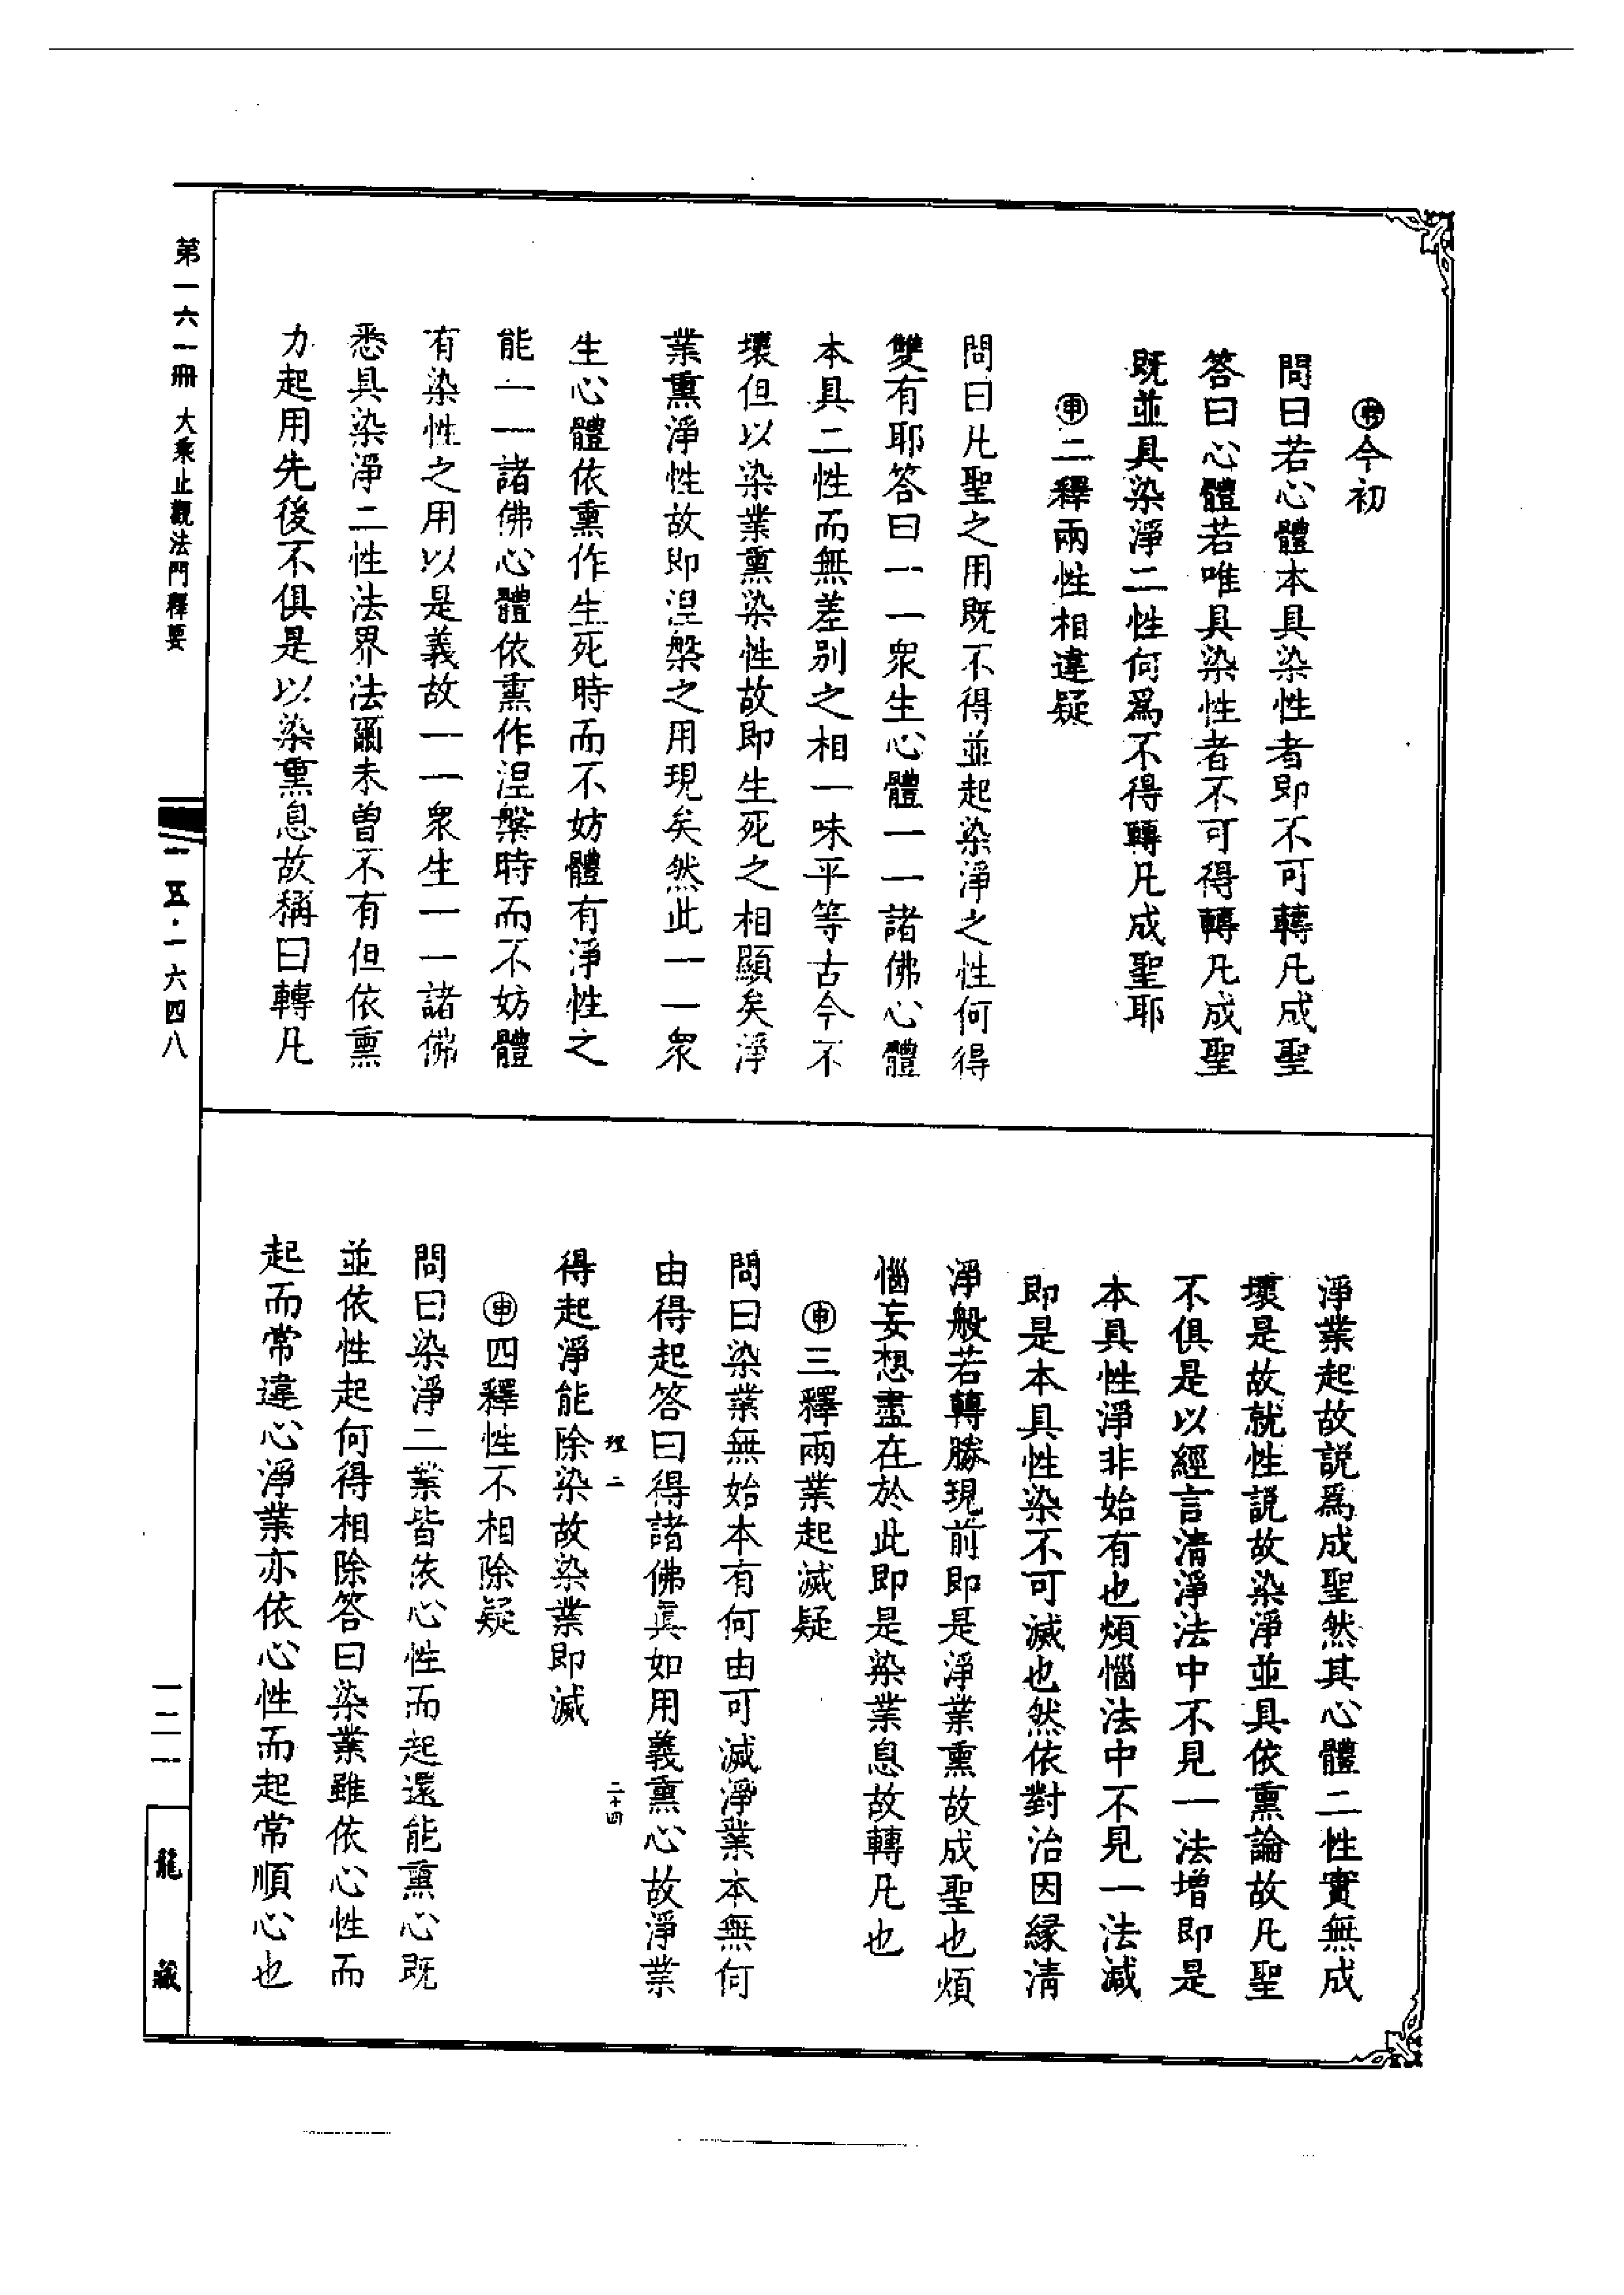 ㊕今初
問曰若心體本具染性者即不可轉凡成聖
答曰心體若唯具染性者不可得轉凡成聖
既並具染淨二性何爲不得轉凡成聖耶
㊥二釋兩性相違疑
問曰凡聖之用既不得並起染淨之性何得
雙有耶答曰一一衆生心體一一諸佛心體
本具二性而無差別之相一味平等古今不
壞但以染業熏染性故即生死之相顯矣淨
業熏淨性故即涅槃之用現矣然此一一衆
生心體依熏作生死時而不妨體有淨性之
能一一諸佛心體依熏作涅槃時而不妨體
有染性之用以是義故一一衆生一一諸佛
悉具染淨二性法界法爾未曾不有但依熏
力起用先後不俱是以染熏息故稱曰轉凡
淨業起故説爲成聖然其心體二性實無成
壞是故就性説故染淨並具依熏論故凡聖
不俱是以經言清淨法中不見一法增即是
本具性淨非始有也煩惱法中不見一法減
即是本具性染不可滅也然依對治因緣清
淨般若轉勝現前即是淨業熏故成聖也煩
惱妄想盡在於此即是染業息故轉凡也
㊥三釋兩業起滅疑
問曰染業無始本有何由可滅淨業本無何
由得起答曰得諸佛眞如用義熏心故淨業
理二 二十四
得起淨能除染故染業即滅
㊥四釋性不相除疑
問曰染淨二業皆依心性而起還能熏心既
並依性起何得相除答曰染業雖依心性而
起而常違心淨業亦依心性而起常順心也
第一六一冊 大乘止觀法門釋要
一五·一六四八
一二一
龍藏